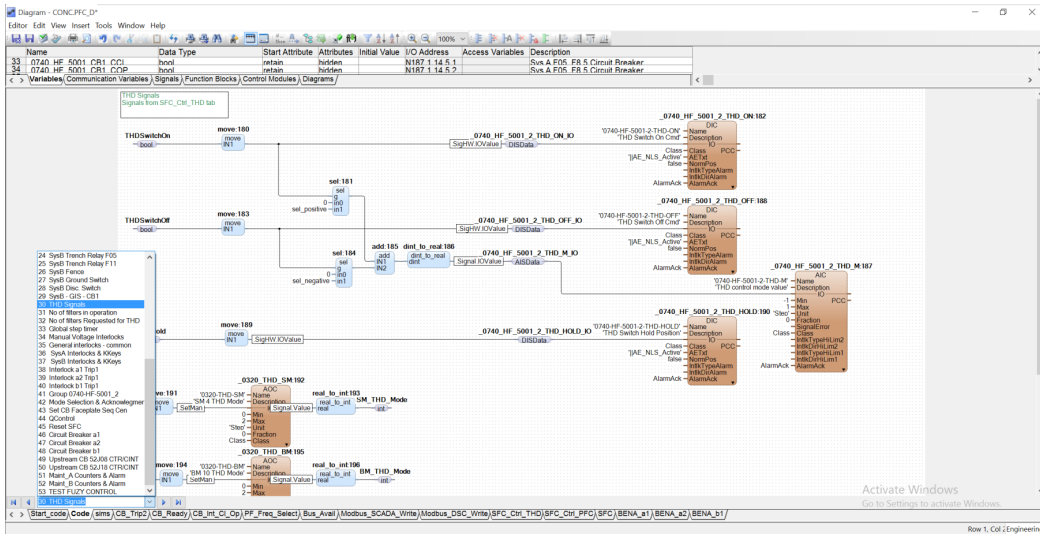 Diagram - CONC.PFC_D*
Editor Edit View Insert Tools Window Help
100%
Name Data Type Start Attribute Attributes Initial Value I/O Address Access Variables Description
33 0740_HF_5001_CB1_CCI bool retain hidden N187.1.14.5.1 Sys A F05, F8.5 Circuit Breaker
34 0740_HF_5001_CB1_COP bool retain hidden N187.1.14.5.2 Sys A F05, F8.5 Circuit Breaker
Variables Communication Variables Signals Function Blocks Control Modules Diagrams
THD Signals
Signals from SFC_Ctrl_THD tab
_0740_HF_5001_2_THD_ON:182
DIC
'0740-HF-5001-2-THD-ON' Name
'THD Switch On Cmd' Description
IO
Class Class PCC
'||AE_NLS_Active' AETxt
false NormPos
IntlkTypeAlarm
IntlkDirAlarm
AlarmAck AlarmAck
THDSwitchOn
bool
move:180
move
IN1
_0740_HF_5001_2_THD_ON_IO
SigHW.IOValue DISData
sel:181
sel
g
0 in0
sel_positive in1
_0740_HF_5001_2_THD_OFF:188
DIC
'0740-HF-5001-2-THD-OFF' Name
'THD Switch Off Cmd' Description
IO
Class Class PCC
'||AE_NLS_Active' AETxt
false NormPos
IntlkTypeAlarm
IntlkDirAlarm
AlarmAck AlarmAck
THDSwitchOff
bool
move:183
move
IN1
_0740_HF_5001_2_THD_OFF_IO
SigHW.IOValue DISData
sel:184
sel
g
0 in0
sel_negative in1
add:185
add
IN1
IN2
dint_to_real:186
dint_to_real
dint
_0740_HF_5001_2_THD_M_IO
Signal.IOValue AISData
_0740_HF_5001_2_THD_M:187
AIC
'0740-HF-5001-2-THD-M' Name
'THD control mode value' Description
IO
-1 Min PCC
1 Max
'Step' Unit
0 Fraction
SignalError
Class Class
IntlkTypeHiLim2
IntlkDirHiLim2
IntlkTypeHiLim1
IntlkDirHiLim1
AlarmAck AlarmAck
_0740_HF_5001_2_THD_HOLD:190
DIC
'0740-HF-5001-2-THD-HOLD' Name
'THD Switch Hold Position' Description
IO
Class Class PCC
'||AE_NLS_Active' AETxt
false NormPos
IntlkTypeAlarm
IntlkDirAlarm
AlarmAck AlarmAck
old
move:189
move
IN1
SigHW.IOValue
_0740_HF_5001_2_THD_HOLD_IO
DISData
_0320_THD_SM:192
AOC
ve:191
move
N1
.SetMan
'0320-THD-SM' Name
'SM 4 THD Mode' Description
Signal.Value
0 Min
2 Max
'Step' Unit
0 Fraction
Class Class
real_to_int:193
real_to_int
real
SM_THD_Mode
int
_0320_THD_BM:195
AOC
move:194
move
IN1
.SetMan
'0320-THD-BM' Name
'BM 10 THD Mode' Description
Signal.Value
0 Min
2 Max
real_to_int:196
real_to_int
real
BM_THD_Mode
int
24 SysB Trench Relay F05
25 SysB Trench Relay F11
26 SysB Fence
27 SysB Ground Switch
28 SysB Disc. Switch
29 SysB - GIS - CB1
30 THD Signals
31 No of filters in operation
32 No of filters Requested for THD
33 Global step timer
34 Manual Voltage Interlocks
35 General interlocks - common
36 SysA Interlocks & KKeys
37 SysB Interlocks & KKeys
38 Interlock a1 Trip1
39 Interlock a2 Trip1
40 Interlock b1 Trip1
41 Group 0740-HF-5001_2
42 Mode Selection & Acknowlegmer
43 Set CB Faceplate Seq Cen
44 QControl
45 Reset SFC
46 Circuit Breaker a1
47 Circuit Breaker a2
48 Circuit Breaker b1
49 Upstream CB 52J08 CTR/CINT
50 Upstream CB 52J18 CTR/CINT
51 Maint_A Counters & Alarm
52 Maint_B Counters & Alarm
53 TEST FUZY CONTROL
30 THD Signals
Activate Windows
Go to Settings to activate Windows.
Start_code Code sims CB_Trip2 CB_Ready CB_Int_Cl_Op PF_Freq_Select Bus_Avail Modbus_SCADA_Write Modbus_DSC_Write SFC_Ctrl_THD SFC_Ctrl_PFC SFC BENA_a1 BENA_a2 BENA_b1
Row 1, Col
Engineerin